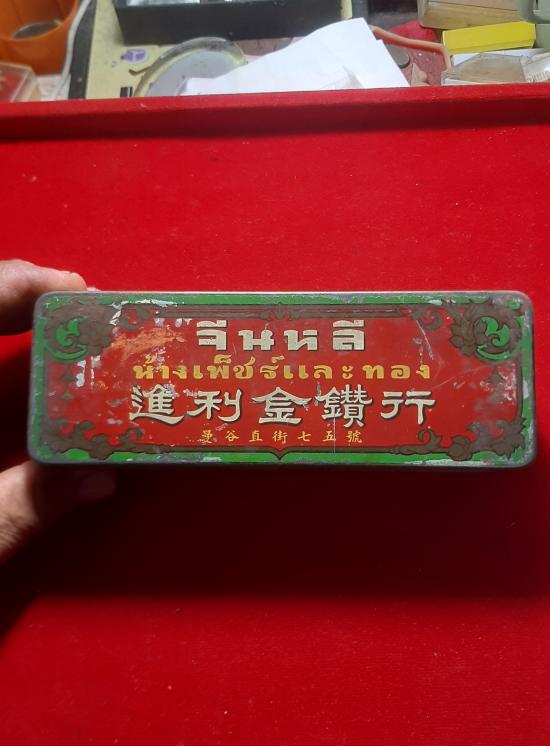 จีนหลี
ห้างเพ็ชร์และทอง
進利金鑽行
曼谷直街七五號